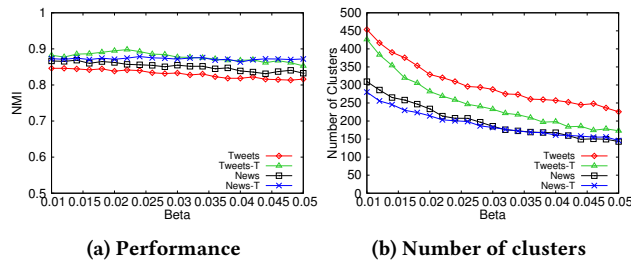 1
0.9
0.8
0.7
0.6
0.5
NMI
Tweets
Tweets-T
News
News-T
0.01 0.015 0.02 0.025 0.03 0.035 0.04 0.045 0.05
Beta
(a) Performance
500
450
400
350
300
250
200
150
100
50
0
Number of Clusters
Tweets
Tweets-T
News
News-T
0.01 0.015 0.02 0.025 0.03 0.035 0.04 0.045 0.05
Beta
(b) Number of clusters